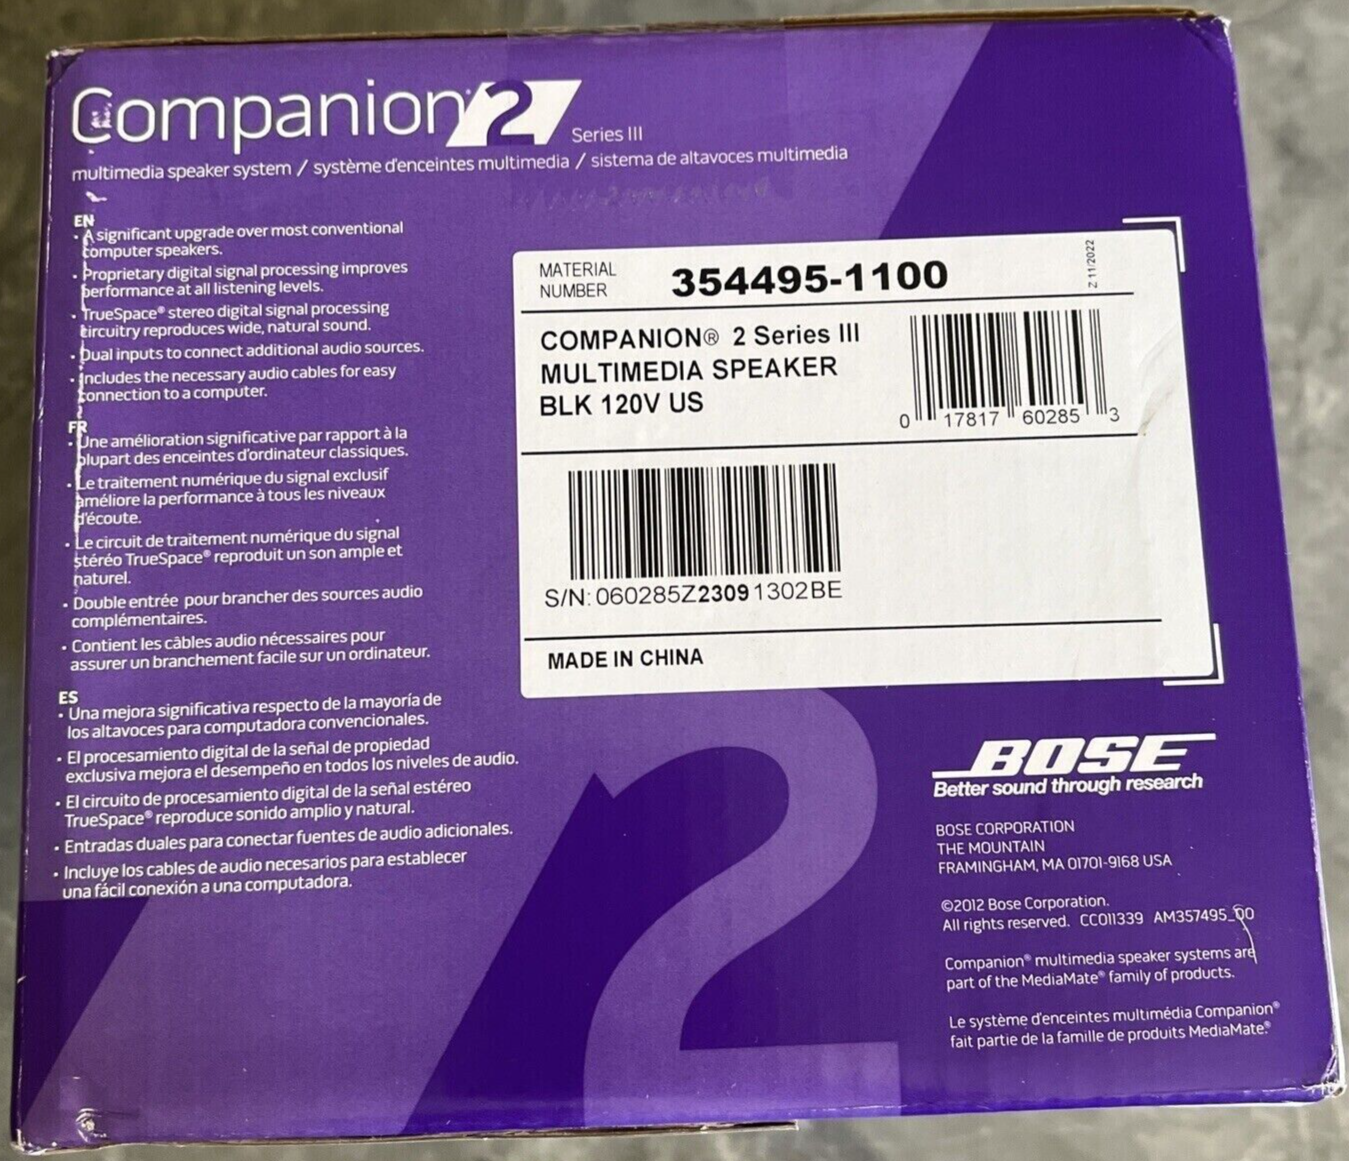 Companion® 2 Series III
multimedia speaker system / système d'enceintes multimedia / sistema de altavoces multimedia
EN
• A significant upgrade over most conventional
computer speakers.
• Proprietary digital signal processing improves
performance at all listening levels.
• TrueSpace® stereo digital signal processing
circuitry reproduces wide, natural sound.
• Dual inputs to connect additional audio sources.
• Includes the necessary audio cables for easy
connection to a computer.
FR
• Une amélioration significative par rapport à la
plupart des enceintes d'ordinateur classiques.
• Le traitement numérique du signal exclusif
améliore la performance à tous les niveaux
d'écoute.
• Le circuit de traitement numérique du signal
stéréo TrueSpace® reproduit un son ample et
naturel.
• Double entrée pour brancher des sources audio
complémentaires.
• Contient les câbles audio nécessaires pour
assurer un branchement facile sur un ordinateur.
ES
• Una mejora significativa respecto de la mayoría de
los altavoces para computadora convencionales.
• El procesamiento digital de la señal de propiedad
exclusiva mejora el desempeño en todos los niveles de audio.
• El circuito de procesamiento digital de la señal estéreo
TrueSpace® reproduce sonido amplio y natural.
• Entradas duales para conectar fuentes de audio adicionales.
• Incluye los cables de audio necesarios para establecer
una fácil conexión a una computadora.
MATERIAL
NUMBER
354495-1100
Z 11/2022
COMPANION® 2 Series III
MULTIMEDIA SPEAKER
BLK 120V US
0 17817 60285 3
S/N: 060285Z23091302BE
MADE IN CHINA
2
BOSE
Better sound through research
BOSE CORPORATION
THE MOUNTAIN
FRAMINGHAM, MA 01701-9168 USA
©2012 Bose Corporation.
All rights reserved. CC011339 AM357495_00
Companion® multimedia speaker systems are
part of the MediaMate® family of products.
Le système d'enceintes multimédia Companion®
fait partie de la famille de produits MediaMate.®